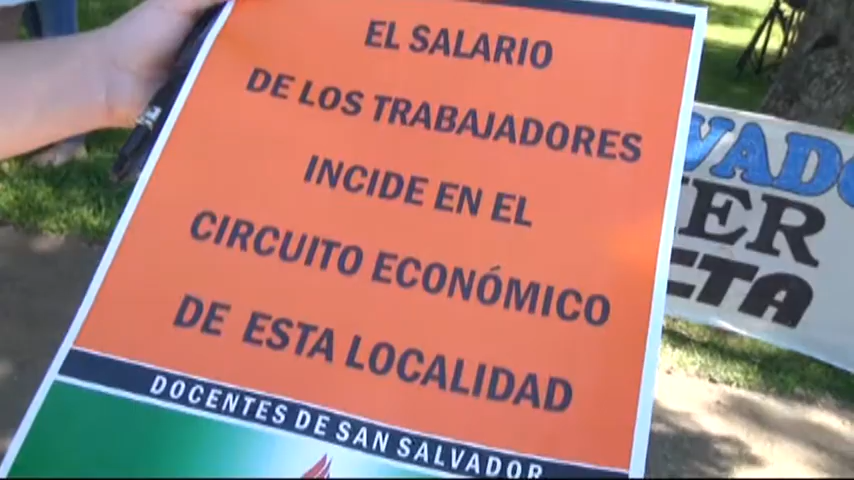 EL SALARIO
DE LOS TRABAJADORES
INCIDE EN EL
CIRCUITO ECONÓMICO
DE ESTA LOCALIDAD
DOCENTES DE SAN SALVADOR
VADO
ER
CTA